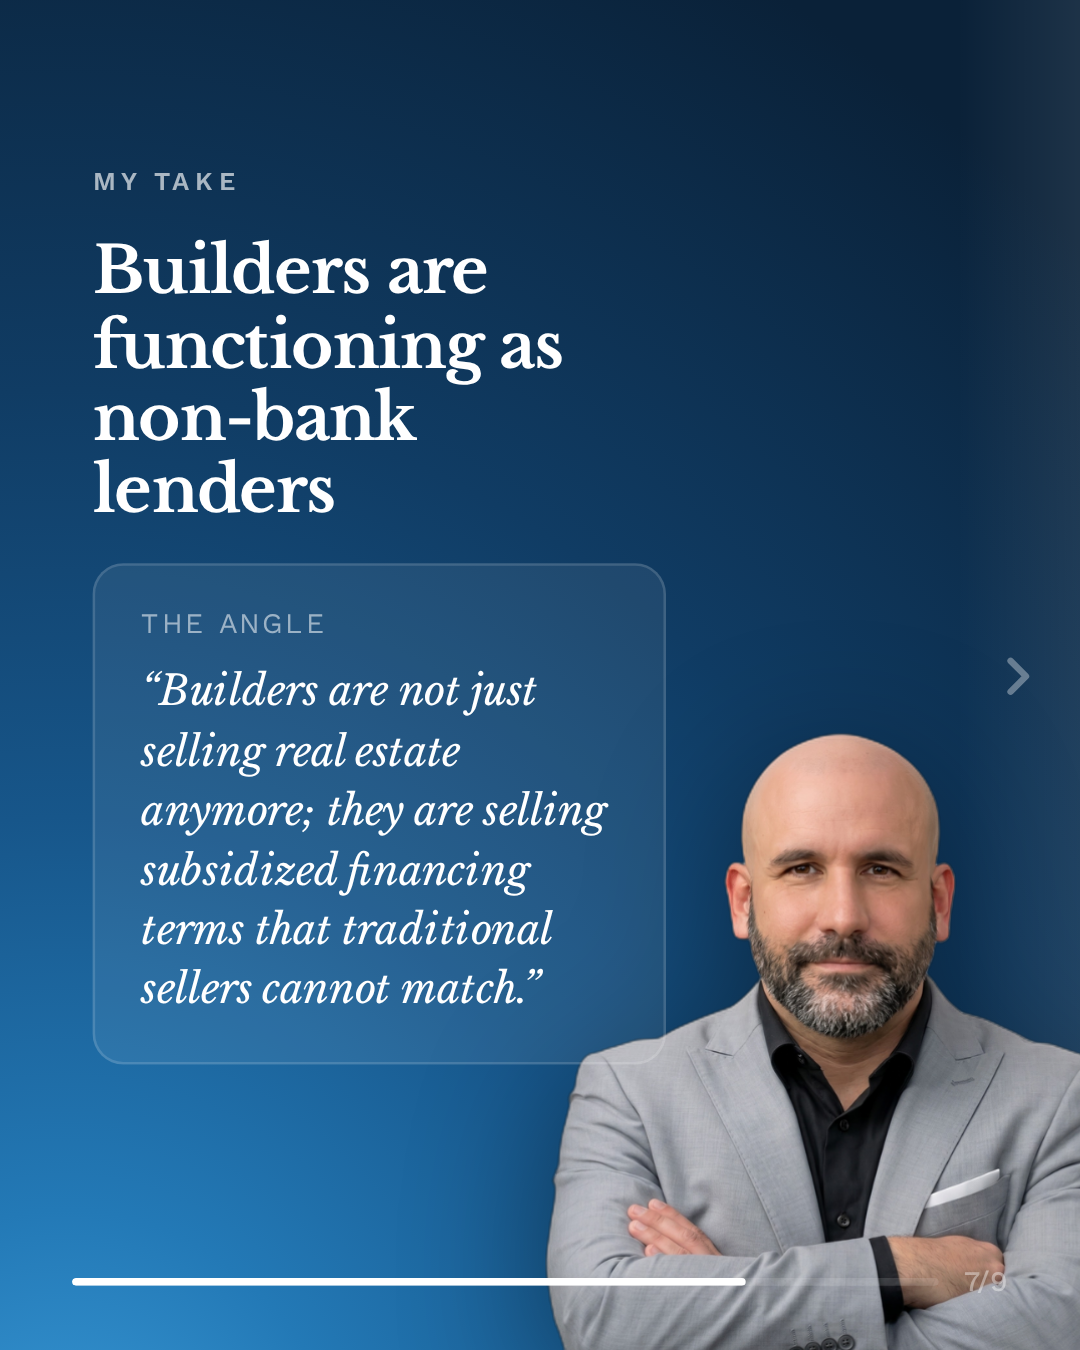 MY TAKE
Builders are
functioning as
non-bank
lenders
THE ANGLE
“Builders are not just
selling real estate
anymore; they are selling
subsidized financing
terms that traditional
sellers cannot match.”
7/9